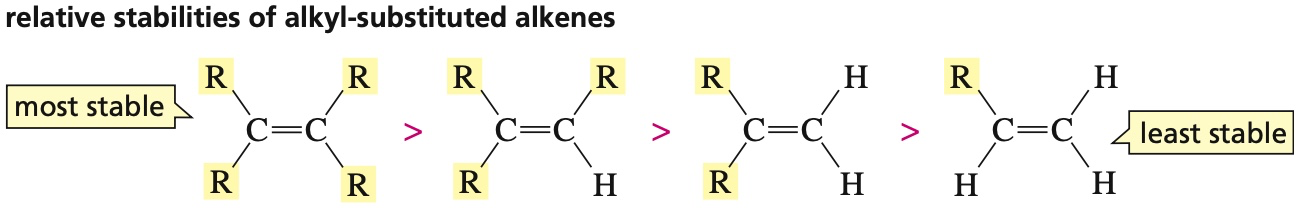 relative stabilities of alkyl-substituted alkenes
R R R R R H R H
most stable C=C > C=C > C=C > C=C least stable
R R R H R H H H